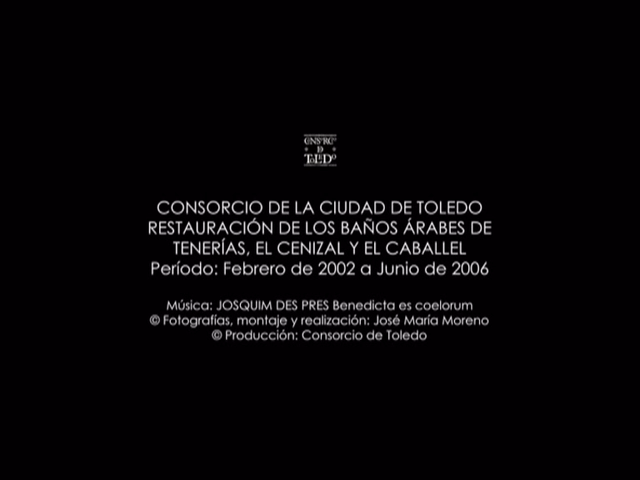 CONSORCIO
D
TOLEDO
CONSORCIO DE LA CIUDAD DE TOLEDO
RESTAURACIÓN DE LOS BAÑOS ÁRABES DE
TENERÍAS, EL CENIZAL Y EL CABALLEL
Período: Febrero de 2002 a Junio de 2006
Música: JOSQUIM DES PRES Benedicta es coelorum
© Fotografías, montaje y realización: José María Moreno
© Producción: Consorcio de Toledo